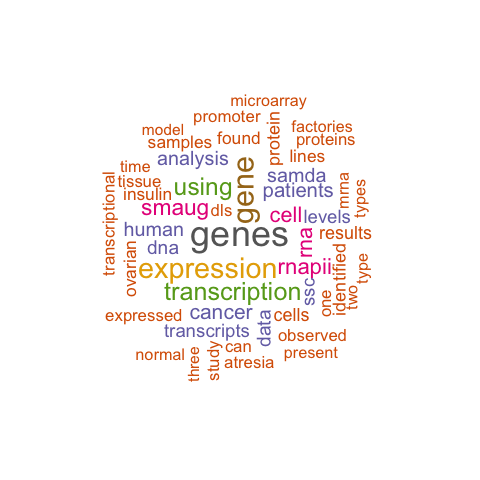 microarray
promoter
factories
model
samples
found
protein
proteins
analysis
lines
time
tissue
insulin
using
gene
samda
patients
mrna
types
transcriptional
smaug
dls
cell
levels
human
dna
genes
rna
results
ovarian
expression
rnapii
identified
type
transcription
ssc
one
two
expressed
cancer
data
cells
transcripts
observed
normal
three
study
can
atresia
present